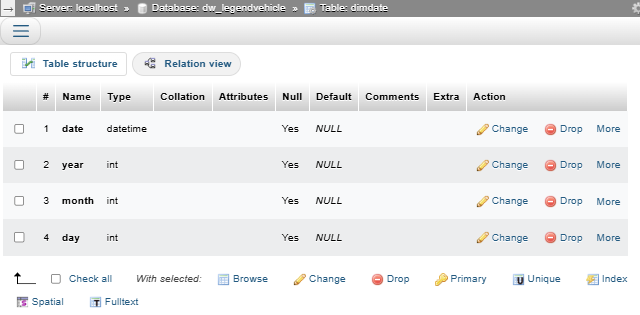 Server: localhost » Database: dw_legendvehicle » Table: dimdate
Table structure Relation view
# Name Type Collation Attributes Null Default Comments Extra Action
1 date datetime Yes NULL Change Drop More
2 year int Yes NULL Change Drop More
3 month int Yes NULL Change Drop More
4 day int Yes NULL Change Drop More
Check all With selected: Browse Change Drop Primary Unique Index
Spatial Fulltext